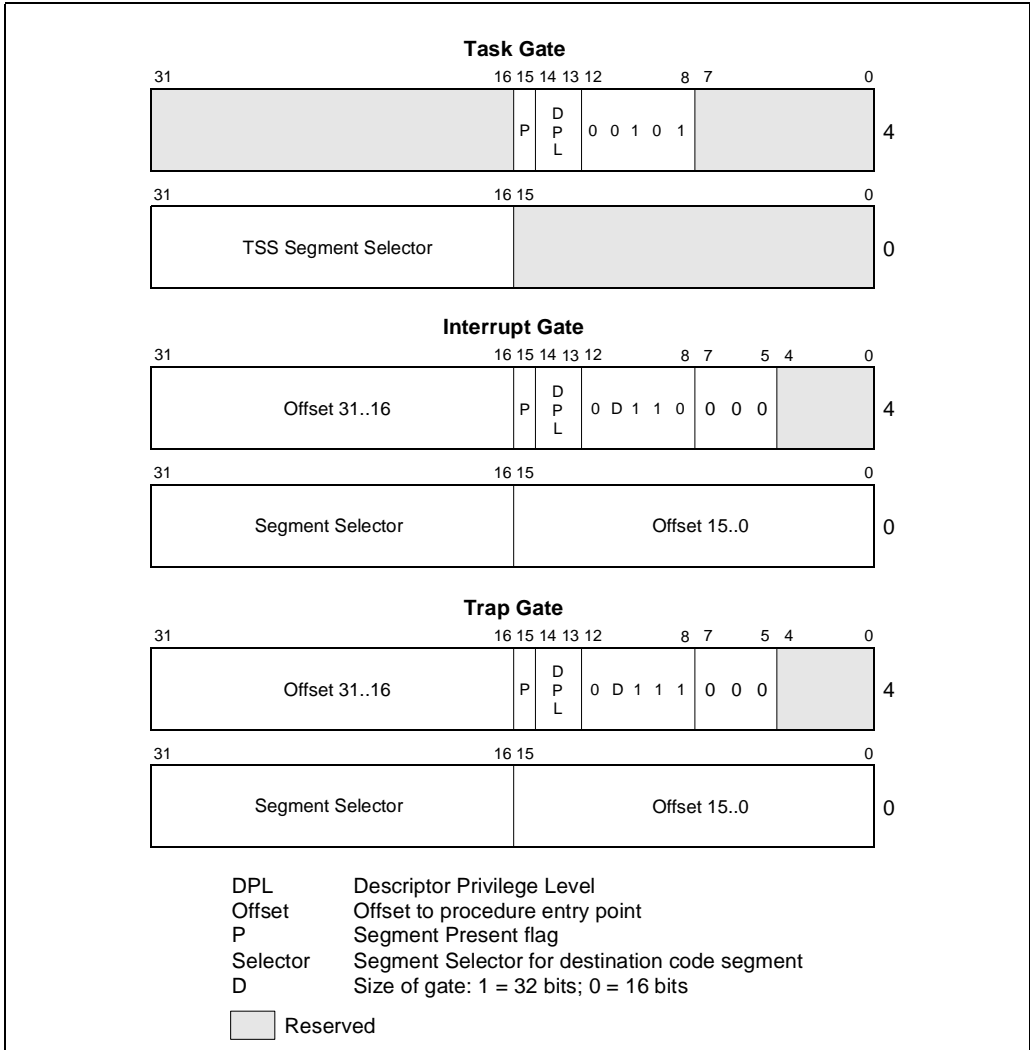 Task Gate
31 16 15 14 13 12 8 7 0
P DPL 0 0 1 0 1 4
31 16 15 0
TSS Segment Selector 0
Interrupt Gate
31 16 15 14 13 12 8 7 5 4 0
Offset 31..16 P DPL 0 D 1 1 0 0 0 0 4
31 16 15 0
Segment Selector Offset 15..0 0
Trap Gate
31 16 15 14 13 12 8 7 5 4 0
Offset 31..16 P DPL 0 D 1 1 1 0 0 0 4
31 16 15 0
Segment Selector Offset 15..0 0
DPL Descriptor Privilege Level
Offset Offset to procedure entry point
P Segment Present flag
Selector Segment Selector for destination code segment
D Size of gate: 1 = 32 bits; 0 = 16 bits
Reserved